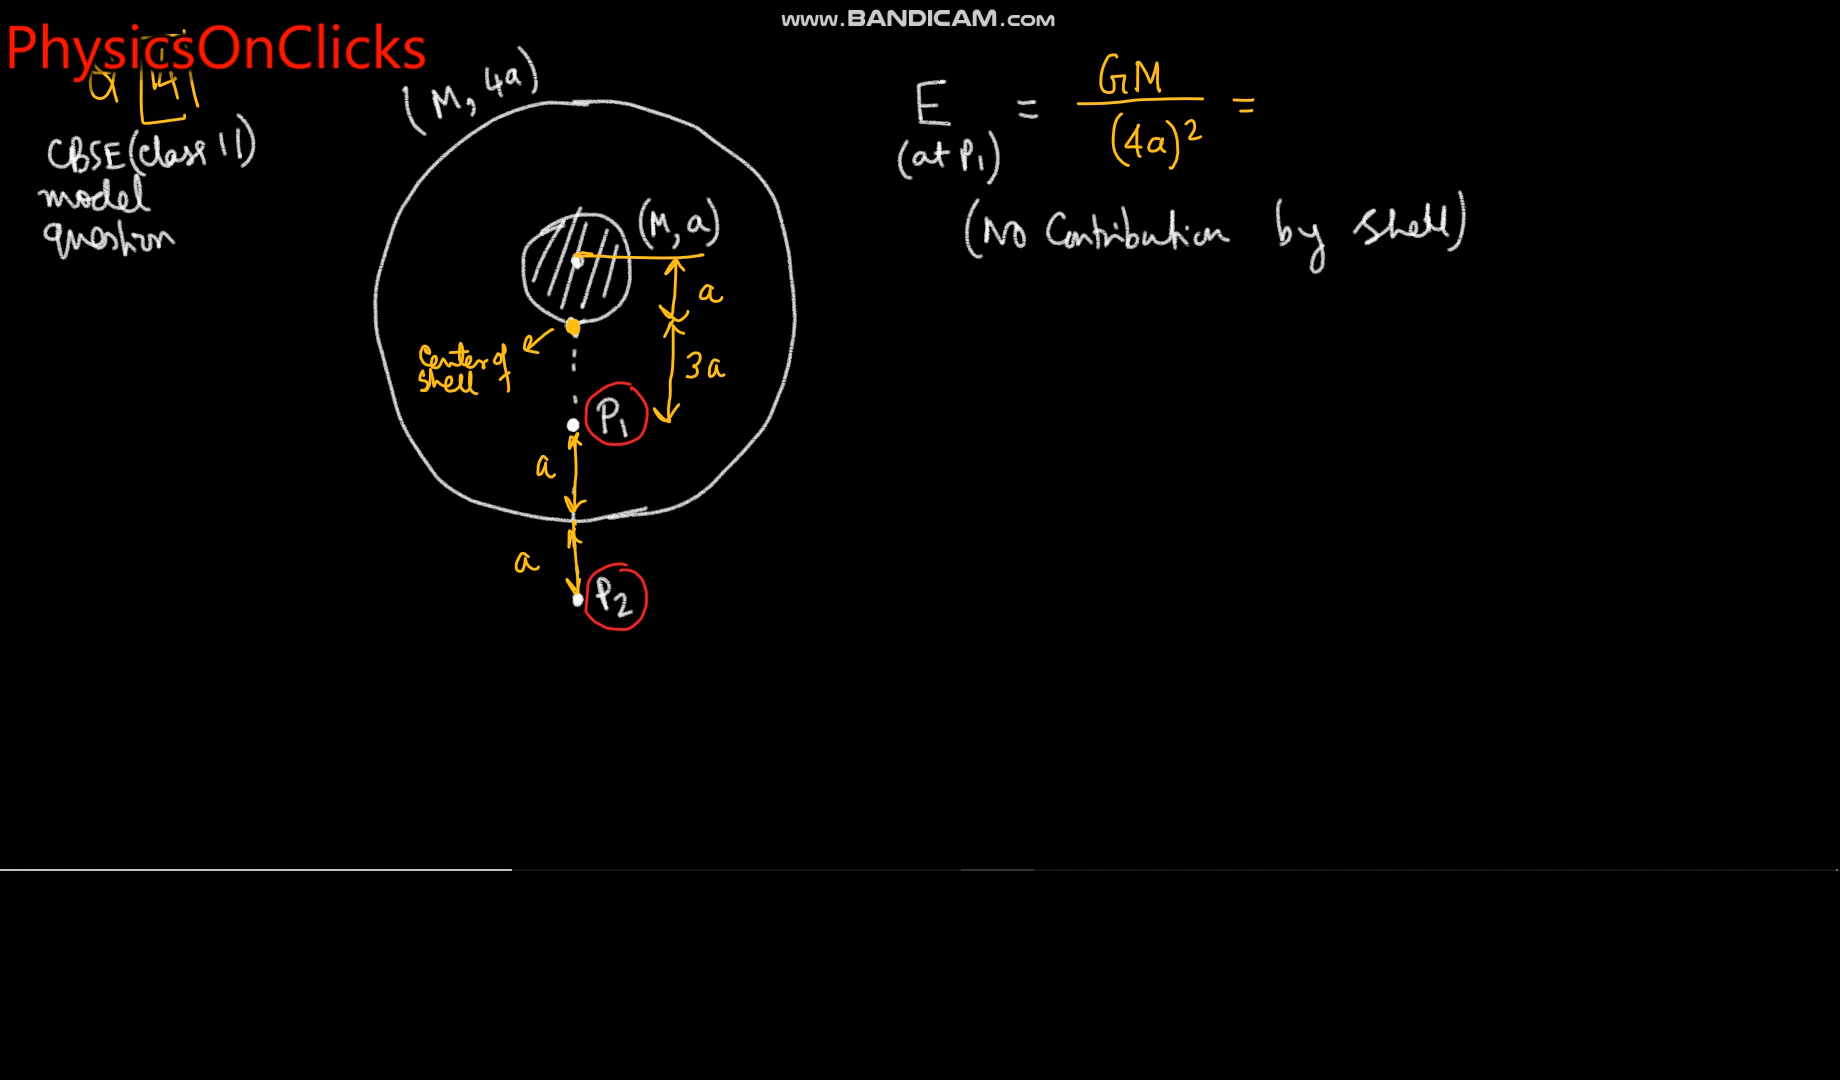 www.BANDICAM.com
PhysicsOnClicks
Q 14
CBSE(class 11)
model
question
(M, 4a)
(M, a)
a
3a
Center of
shell
P1
a
a
P2
E = GM/(4a)² =
(at P1)
(No Contribution by shell)